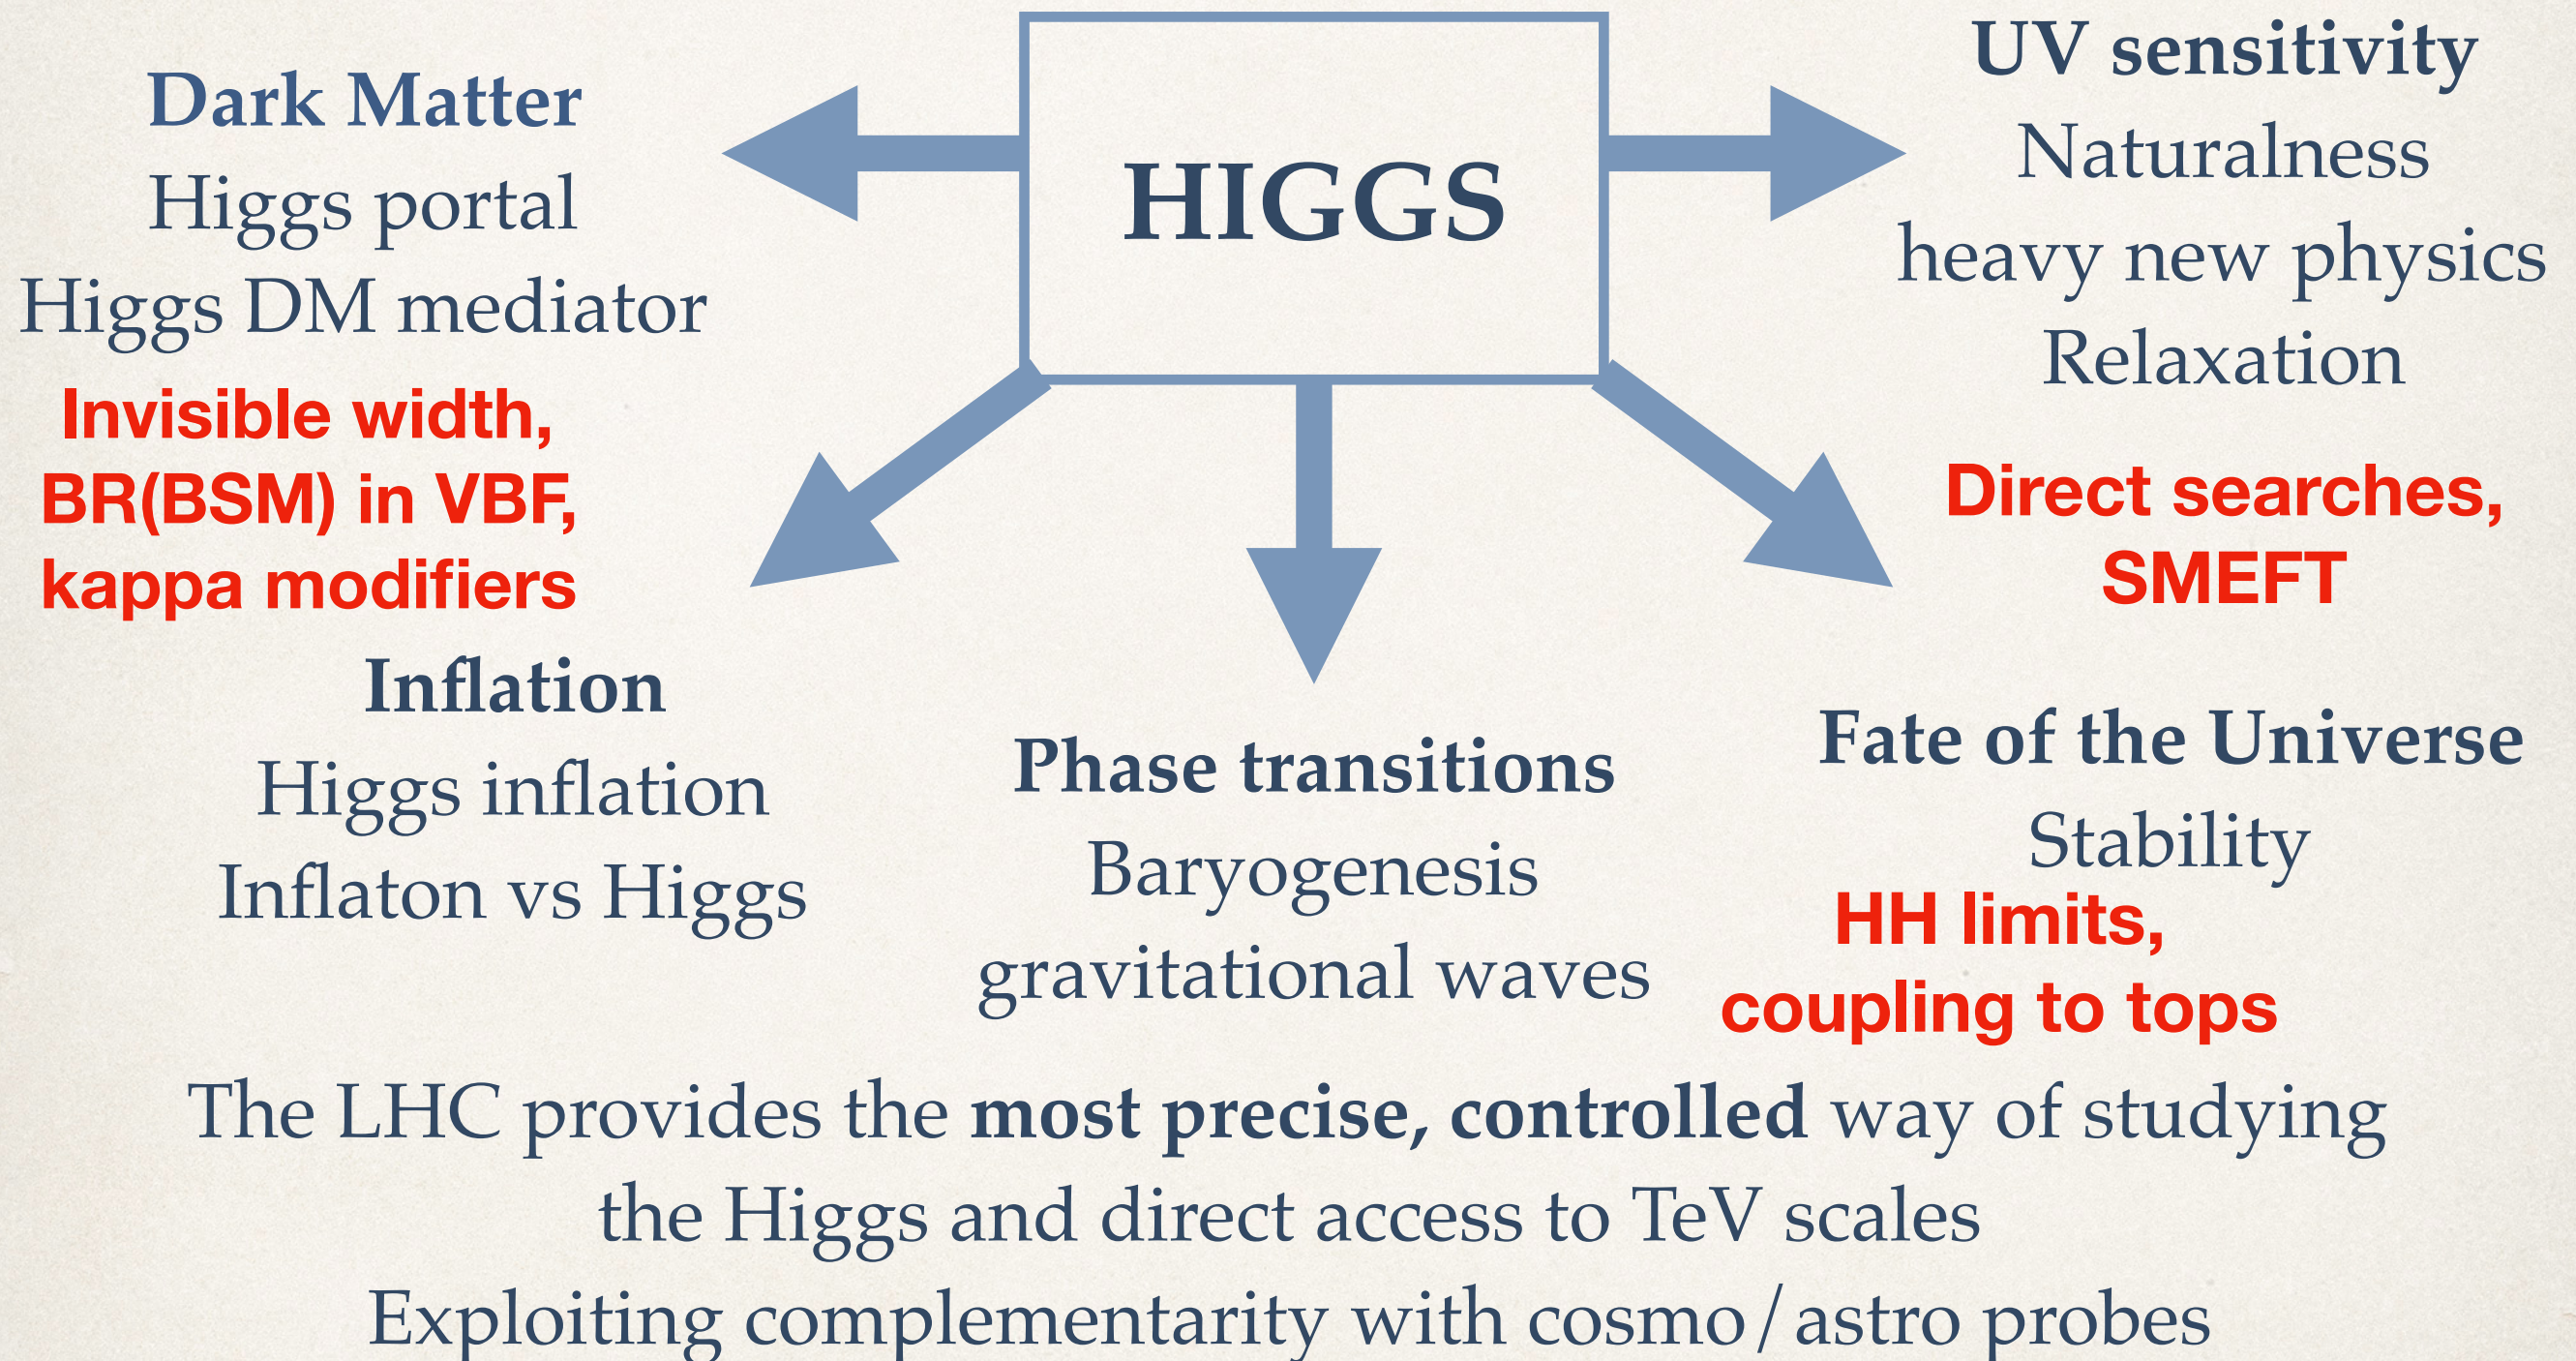 HIGGS
Dark Matter
Higgs portal
Higgs DM mediator
Invisible width,
BR(BSM) in VBF,
kappa modifiers
UV sensitivity
Naturalness
heavy new physics
Relaxation
Direct searches,
SMEFT
Inflation
Higgs inflation
Inflaton vs Higgs
Phase transitions
Baryogenesis
gravitational waves
Fate of the Universe
Stability
HH limits,
coupling to tops
The LHC provides the most precise, controlled way of studying
the Higgs and direct access to TeV scales
Exploiting complementarity with cosmo/astro probes